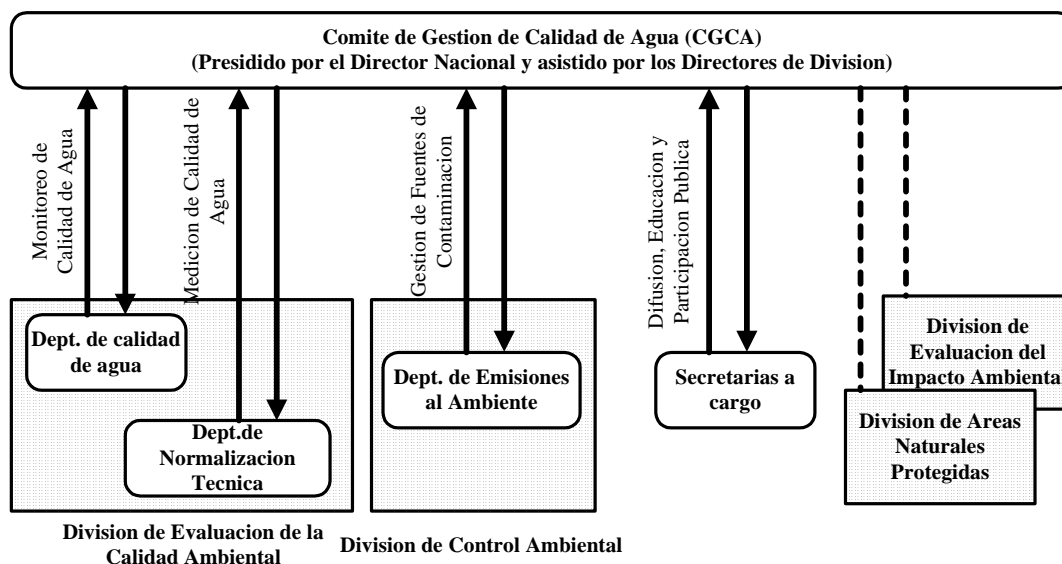 Comite de Gestion de Calidad de Agua (CGCA)
(Presidido por el Director Nacional y asistido por los Directores de Division)
Monitoreo de
Calidad de Agua
Medicion de Calidad de
Agua
Gestion de Fuentes de
Contaminacion
Difusion, Educacion y
Participacion Publica
Dept. de calidad
de agua
Dept.de
Normalizacion
Tecnica
Division de Evaluacion de la
Calidad Ambiental
Dept. de Emisiones
al Ambiente
Division de Control Ambiental
Secretarias a
cargo
Division de
Evaluacion del
Impacto Ambiental
Division de Areas
Naturales
Protegidas